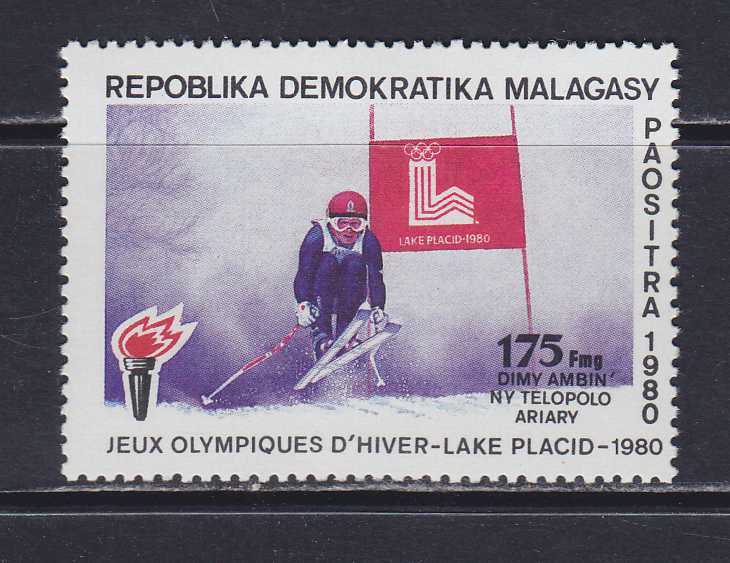 REPOBLIKA DEMOKRATIKA MALAGASY
PAOSITRA 1980
LAKE PLACID-1980
175 Fmg
DIMY AMBIN'
NY TELOPOLO
ARIARY
JEUX OLYMPIQUES D'HIVER-LAKE PLACID-1980